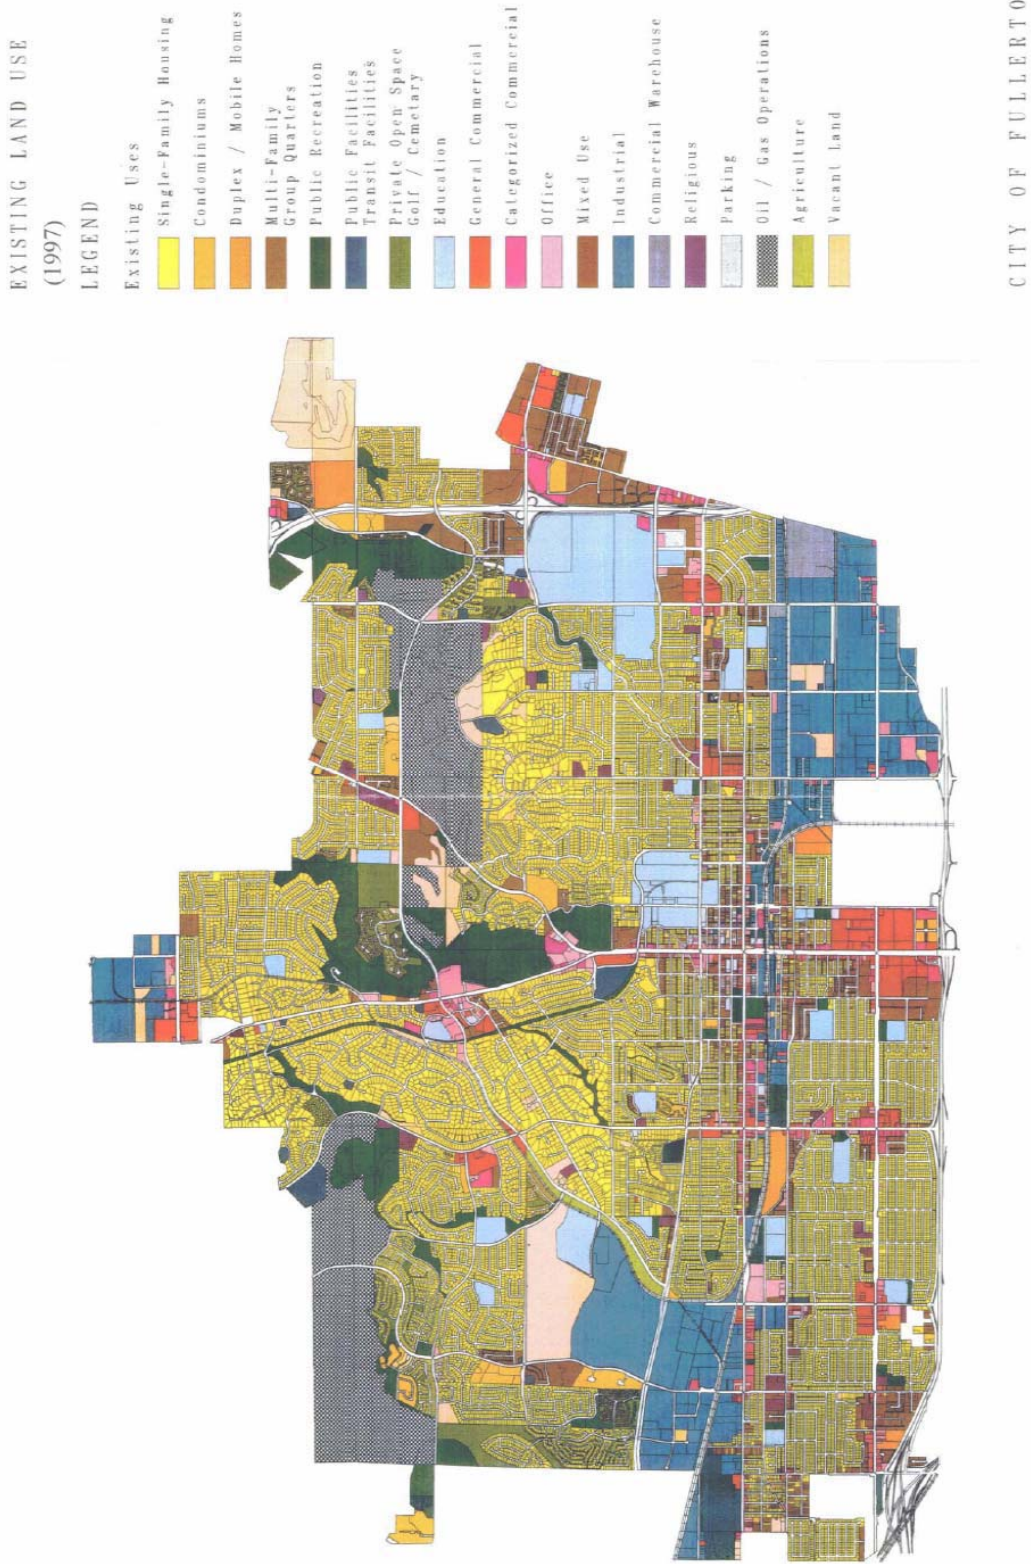 EXISTING LAND USE
(1997)
LEGEND
Existing Uses
Single-Family Housing
Condominiums
Duplex / Mobile Homes
Multi-Family
Group Quarters
Public Recreation
Public Facilities
Transit Facilities
Private Open Space
Golf / Cemetary
Education
General Commercial
Categorized Commercial
Office
Mixed Use
Industrial
Commercial Warehouse
Religious
Parking
Oil / Gas Operations
Agriculture
Vacant Land
CITY OF FULLERTO